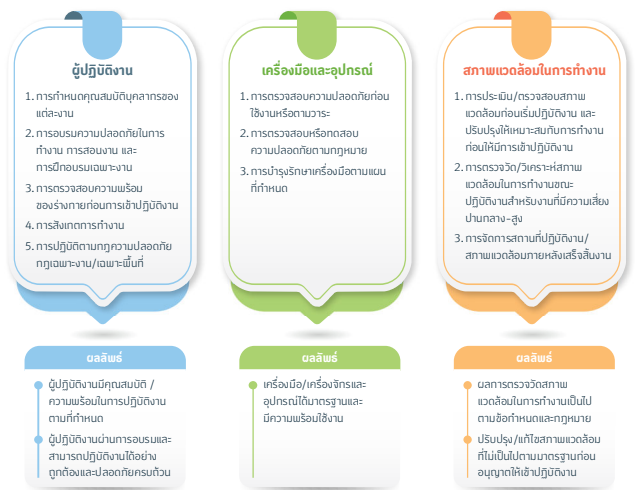 ผู้ปฏิบัติงาน
1. การกำหนดคุณสมบัติบุคลากรของ
แต่ละงาน
2. การอบรมความปลอดภัยในการ
ทำงาน การสอนงาน และ
การฝึกอบรมเฉพาะงาน
3. การตรวจสอบความพร้อม
ของร่างกายก่อนการเข้าปฏิบัติงาน
4. การสังเกตการทำงาน
5. การปฏิบัติตามกฎความปลอดภัย
กฎเฉพาะงาน/เฉพาะพื้นที่
ผลลัพธ์
ผู้ปฏิบัติงานมีคุณสมบัติ /
ความพร้อมในการปฏิบัติงาน
ตามที่กำหนด
ผู้ปฏิบัติงานผ่านการอบรมและ
สามารถปฏิบัติงานได้อย่าง
ถูกต้องและปลอดภัยครบถ้วน
เครื่องมือและอุปกรณ์
1. การตรวจสอบความปลอดภัยก่อน
ใช้งานหรือตามวาระ
2. การตรวจสอบหรือทดสอบ
ความปลอดภัยตามกฎหมาย
3. การบำรุงรักษาเครื่องมือตามแผน
ที่กำหนด
ผลลัพธ์
เครื่องมือ/เครื่องจักรและ
อุปกรณ์ได้มาตรฐานและ
มีความพร้อมใช้งาน
สภาพแวดล้อมในการทำงาน
1. การประเมิน/ตรวจสอบสภาพ
แวดล้อมก่อนเริ่มปฏิบัติงาน และ
ปรับปรุงให้เหมาะสมกับการทำงาน
ก่อนให้มีการเข้าปฏิบัติงาน
2. การตรวจวัด/วิเคราะห์สภาพ
แวดล้อมในการทำงานขณะ
ปฏิบัติงานสำหรับงานที่มีความเสี่ยง
ปานกลาง-สูง
3. การจัดการสถานที่ปฏิบัติงาน/
สภาพแวดล้อมภายหลังเสร็จสิ้นงาน
ผลลัพธ์
ผลการตรวจวัดสภาพ
แวดล้อมในการทำงานเป็นไป
ตามข้อกำหนดและกฎหมาย
ปรับปรุง/แก้ไขสภาพแวดล้อม
ที่ไม่เป็นไปตามมาตรฐานก่อน
อนุญาตให้เข้าปฏิบัติงาน